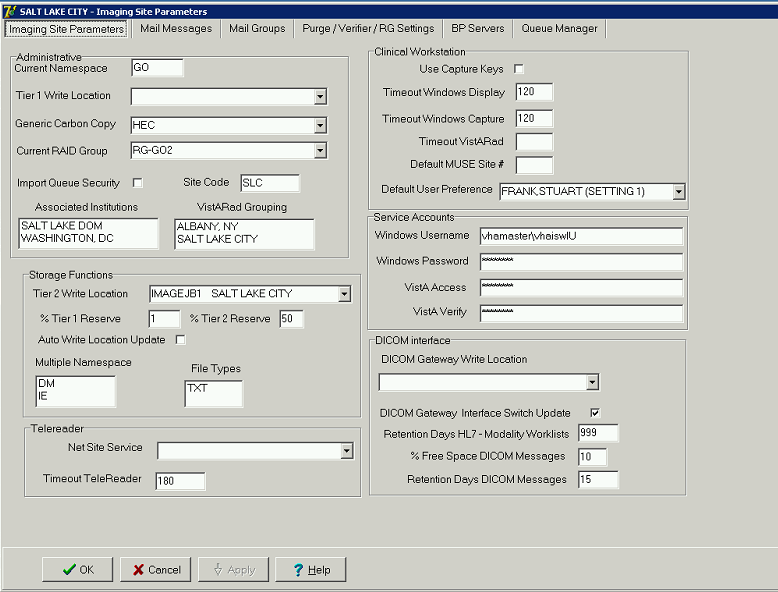 SALT LAKE CITY - Imaging Site Parameters
Imaging Site Parameters Mail Messages Mail Groups Purge / Verifier / RG Settings BP Servers Queue Manager
Administrative
Current Namespace GO
Tier 1 Write Location
Generic Carbon Copy HEC
Current RAID Group RG-GO2
Import Queue Security Site Code SLC
Associated Institutions VistARad Grouping
SALT LAKE DOM ALBANY, NY
WASHINGTON, DC SALT LAKE CITY
Storage Functions
Tier 2 Write Location IMAGEJB1 SALT LAKE CITY
% Tier 1 Reserve 1 % Tier 2 Reserve 50
Auto Write Location Update
Multiple Namespace File Types
DM TXT
IE
Telereader
Net Site Service
Timeout TeleReader 180
Clinical Workstation
Use Capture Keys
Timeout Windows Display 120
Timeout Windows Capture 120
Timeout VistARad
Default MUSE Site #
Default User Preference FRANK,STUART (SETTING 1)
Service Accounts
Windows Username vhamaster\vhaiswIU
Windows Password ********
VistA Access ********
VistA Verify ********
DICOM interface
DICOM Gateway Write Location
DICOM Gateway Interface Switch Update
Retention Days HL7 - Modality Worklists 999
% Free Space DICOM Messages 10
Retention Days DICOM Messages 15
OK Cancel Apply ? Help